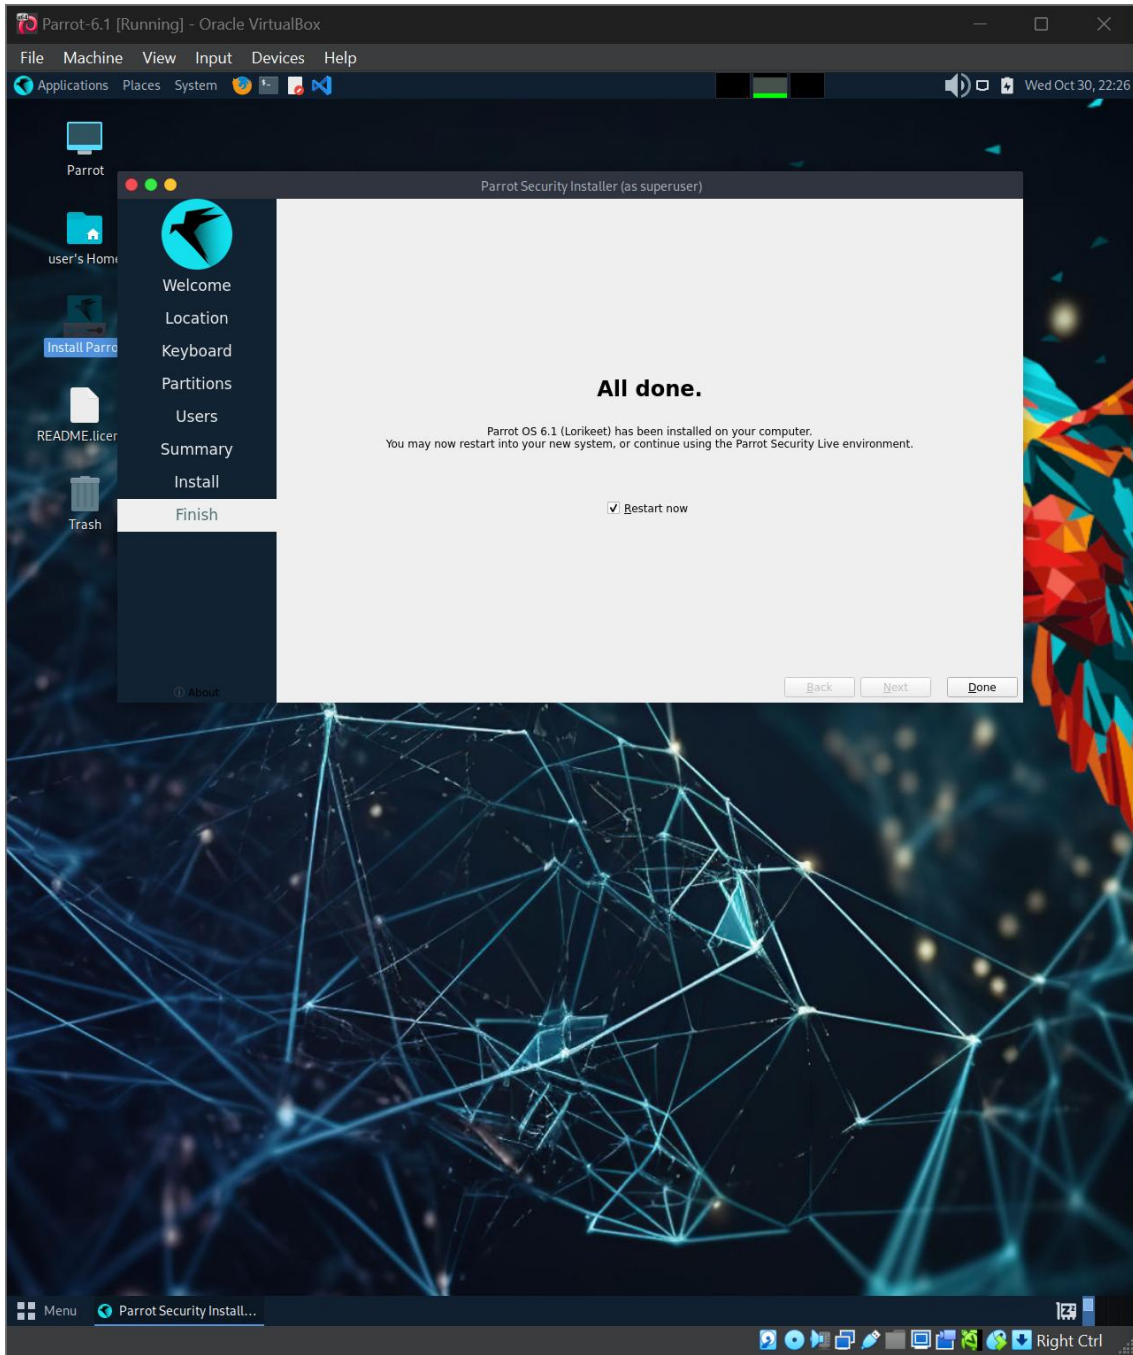 Parrot-6.1 [Running] - Oracle VirtualBox
File Machine View Input Devices Help
Applications Places System Wed Oct 30, 22:26
Parrot
Parrot Security Installer (as superuser)
user's Home
Install Parro
README.licen
Trash
Welcome
Location
Keyboard
Partitions
Users
Summary
Install
Finish
About
All done.
Parrot OS 6.1 (Lorikeet) has been installed on your computer.
You may now restart into your new system, or continue using the Parrot Security Live environment.
Restart now
Back Next Done
Menu Parrot Security Install...
Right Ctrl